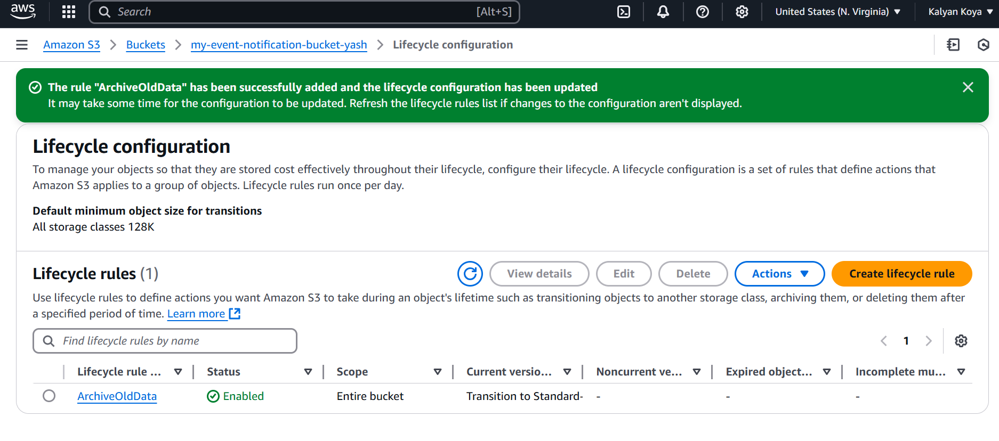 aws
Search [Alt+S] United States (N. Virginia) Kalyan Koya
Amazon S3 Buckets my-event-notification-bucket-yash Lifecycle configuration
The rule "ArchiveOldData" has been successfully added and the lifecycle configuration has been updated
It may take some time for the configuration to be updated. Refresh the lifecycle rules list if changes to the configuration aren't displayed.
Lifecycle configuration
To manage your objects so that they are stored cost effectively throughout their lifecycle, configure their lifecycle. A lifecycle configuration is a set of rules that define actions that
Amazon S3 applies to a group of objects. Lifecycle rules run once per day.
Default minimum object size for transitions
All storage classes 128K
Lifecycle rules (1) View details Edit Delete Actions Create lifecycle rule
Use lifecycle rules to define actions you want Amazon S3 to take during an object's lifetime such as transitioning objects to another storage class, archiving them, or deleting them after
a specified period of time. Learn more
Find lifecycle rules by name 1
Lifecycle rule ... Status Scope Current versio... Noncurrent ve... Expired object... Incomplete mu...
ArchiveOldData Enabled Entire bucket Transition to Standard- - - -